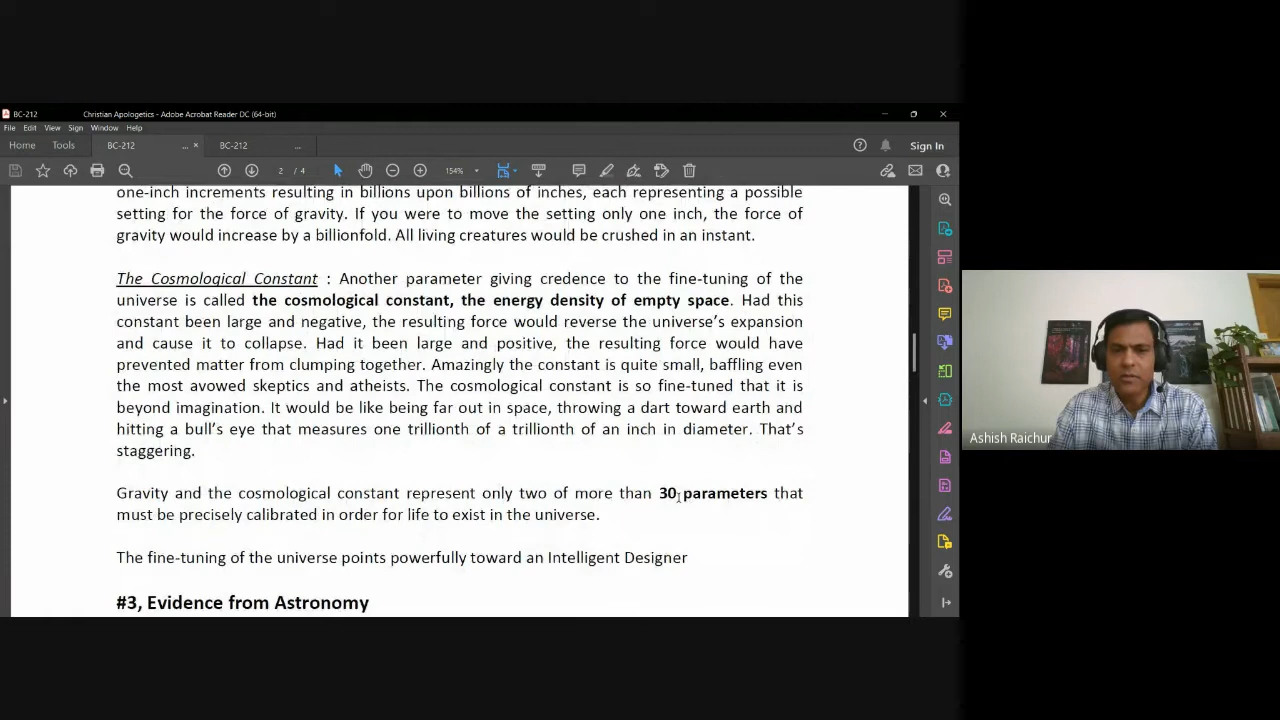 BC-212 Christian Apologetics - Adobe Acrobat Reader DC (64-bit)
File Edit View Sign Window Help
Home Tools BC-212 ... × BC-212 ... Sign In
2 / 4 154%
one-inch increments resulting in billions upon billions of inches, each representing a possible
setting for the force of gravity. If you were to move the setting only one inch, the force of
gravity would increase by a billionfold. All living creatures would be crushed in an instant.
The Cosmological Constant : Another parameter giving credence to the fine-tuning of the
universe is called the cosmological constant, the energy density of empty space. Had this
constant been large and negative, the resulting force would reverse the universe’s expansion
and cause it to collapse. Had it been large and positive, the resulting force would have
prevented matter from clumping together. Amazingly the constant is quite small, baffling even
the most avowed skeptics and atheists. The cosmological constant is so fine-tuned that it is
beyond imagination. It would be like being far out in space, throwing a dart toward earth and
hitting a bull’s eye that measures one trillionth of a trillionth of an inch in diameter. That’s
staggering.
Gravity and the cosmological constant represent only two of more than 30 parameters that
must be precisely calibrated in order for life to exist in the universe.
The fine-tuning of the universe points powerfully toward an Intelligent Designer
#3, Evidence from Astronomy
Ashish Raichur